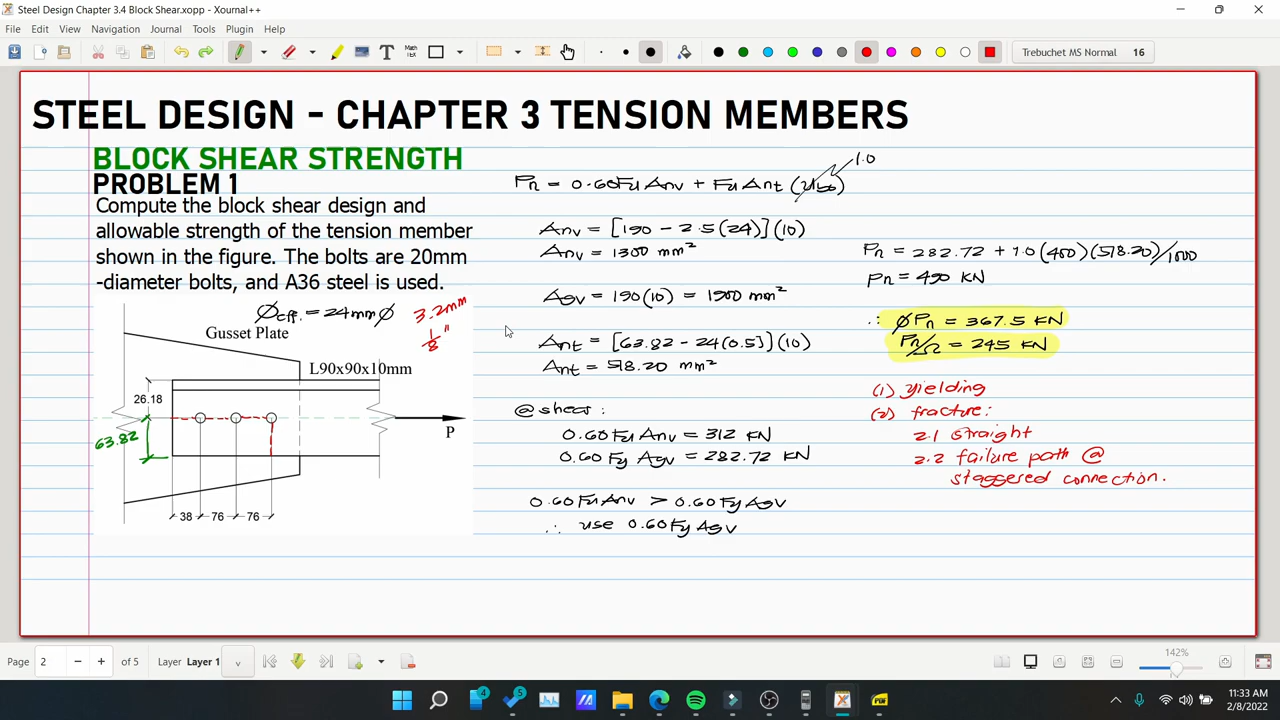 Steel Design Chapter 3.4 Block Shear.xopp - Xournal++
File Edit View Navigation Journal Tools Plugin Help
Trebuchet MS Normal 16
STEEL DESIGN - CHAPTER 3 TENSION MEMBERS
BLOCK SHEAR STRENGTH
PROBLEM 1
Compute the block shear design and
allowable strength of the tension member
shown in the figure. The bolts are 20mm
-diameter bolts, and A36 steel is used.
Øeff. = 24mmØ
3.2mm
1/8"
Gusset Plate
L90x90x10mm
26.18
63.82
P
38 76 76
Pn = 0.60FuAnv + FuAnt (Ubs) 1.0
Anv = [190 - 2.5(24)](10)
Anv = 1300 mm²
Agv = 190(10) = 1900 mm²
Ant = [63.82 - 24(0.5)](10)
Ant = 518.20 mm²
@ shear:
0.60FuAnv = 312 KN
0.60Fy Agv = 282.72 KN
0.60FuAnv > 0.60FyAgv
∴ use 0.60FyAgv
Pn = 282.72 + 1.0(400)(518.20)/1000
Pn = 490 KN
∴ ØPn = 367.5 KN
Pn/Ω = 245 KN
(1) yielding
(2) fracture:
2.1 straight
2.2 failure path @
staggered connection.
Page 2 of 5 Layer Layer 1
142%
4 5
11:33 AM
2/8/2022